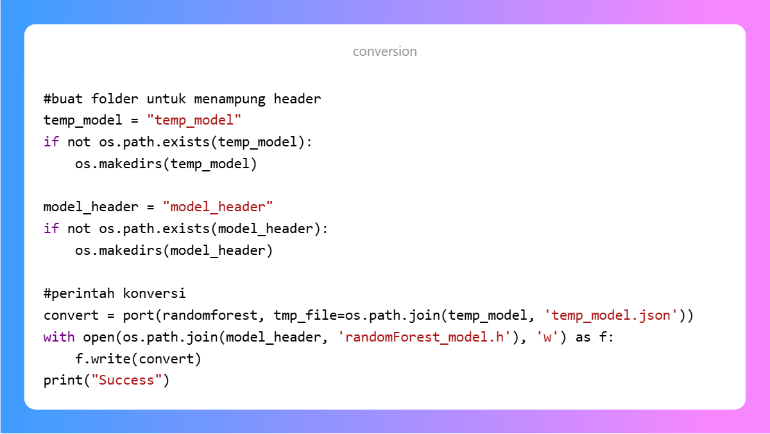 conversion
#buat folder untuk menampung header
temp_model = "temp_model"
if not os.path.exists(temp_model):
    os.makedirs(temp_model)
model_header = "model_header"
if not os.path.exists(model_header):
    os.makedirs(model_header)
#perintah konversi
convert = port(randomforest, tmp_file=os.path.join(temp_model, 'temp_model.json'))
with open(os.path.join(model_header, 'randomForest_model.h'), 'w') as f:
    f.write(convert)
print("Success")